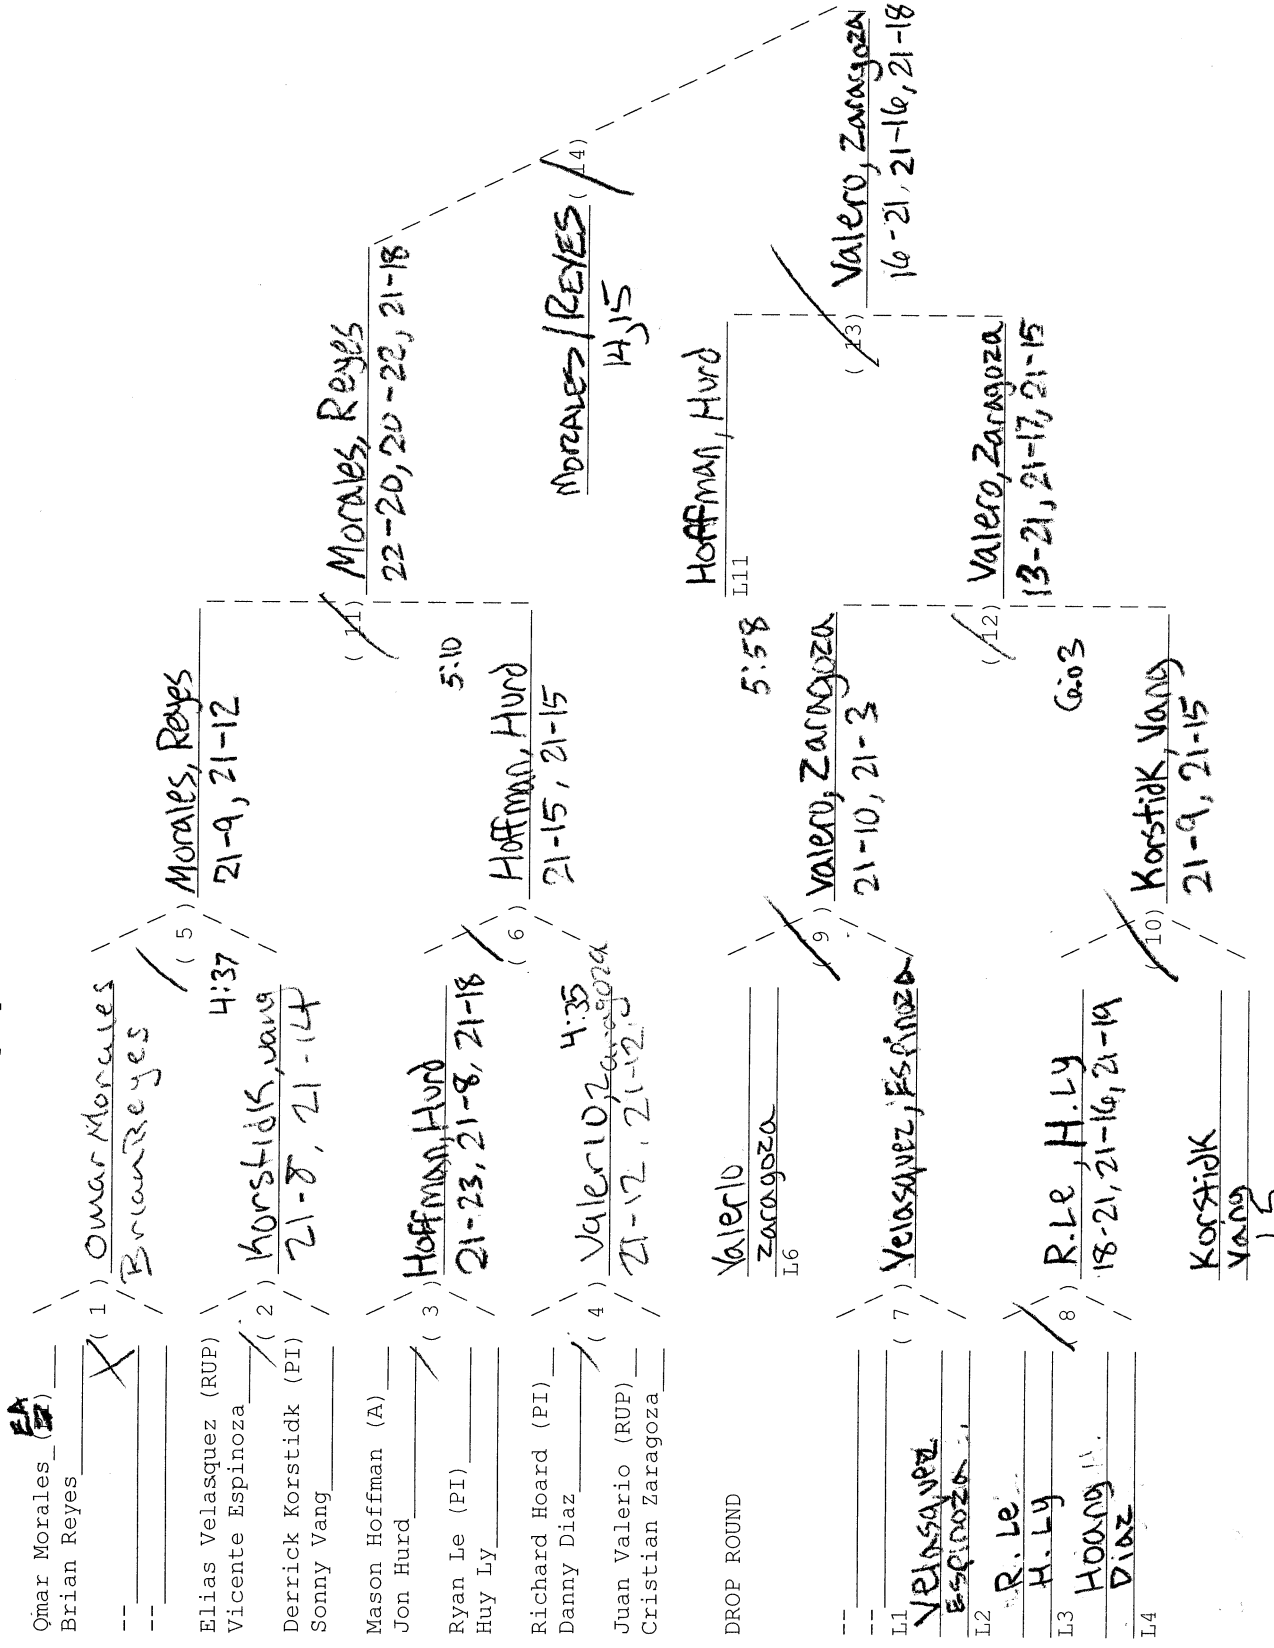 Omar Morales_(EA)__
Brian Reyes
--
--
( 1 )
Omar Morales
Brian Reyes
Elias Velasquez (RUP)
Vicente Espinoza
Derrick Korstidk (PI)
Sonny Vang
( 2 )
Korstidk, Vang
21-8, 21-14
4:37
( 5 )
Morales, Reyes
21-9, 21-12
Mason Hoffman (A)
Jon Hurd
Ryan Le (PI)
Huy Ly
( 3 )
Hoffman, Hurd
21-23, 21-8, 21-18
Richard Hoard (PI)
Danny Diaz
Juan Valerio (RUP)
Cristian Zaragoza
( 4 )
Valerio, Zaragoza
21-12, 21-12
4:35
( 6 )
Hoffman, Hurd
21-15, 21-15
5:10
( 11)
Morales, Reyes
22-20, 20-22, 21-18
( 14)
MORALES/REYES
14,15
DROP ROUND
Valerio
Zaragoza
L6
--
--
L1
Velasquez
Espinoza
L2
( 7 )
Velasquez, Espinoza
( 9 )
Valero, Zaragoza
21-10, 21-3
5:58
R. Le
H. Ly
L3
Hoang
Diaz
L4
( 8 )
R. Le, H. Ly
18-21, 21-16, 21-19
Korstidk
Vang
L5
( 10)
Korstidk, Vang
21-9, 21-15
( 12)
Valero, Zaragoza
13-21, 21-17, 21-15
Hoffman, Hurd
L11
( 13)
Valero, Zaragoza
16-21, 21-16, 21-18